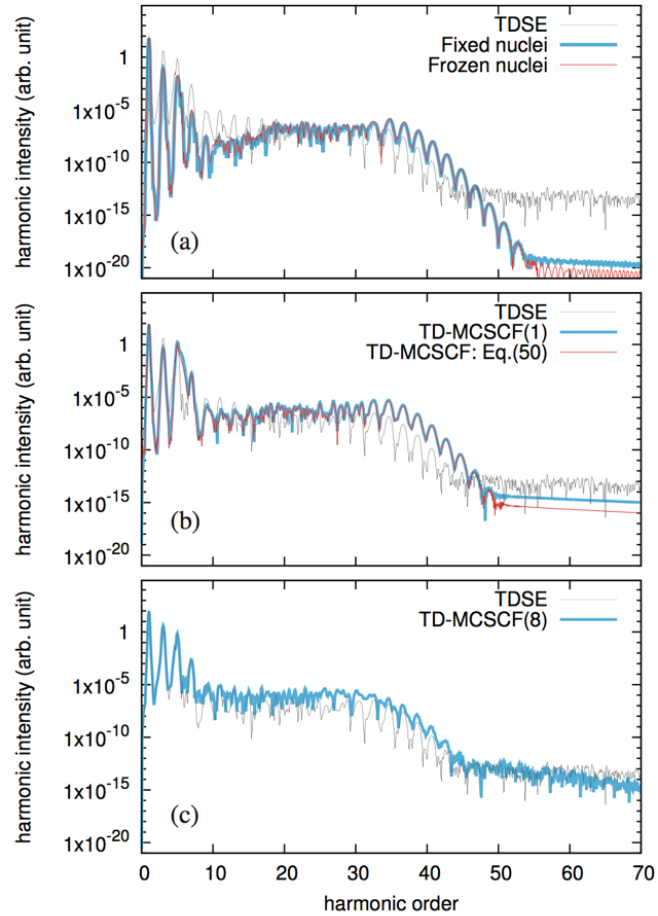 TDSE
Fixed nuclei
Frozen nuclei
harmonic intensity (arb. unit)
1
1x10-5
1x10-10
1x10-15
1x10-20
(a)
TDSE
TD-MCSCF(1)
TD-MCSCF: Eq.(50)
harmonic intensity (arb. unit)
1
1x10-5
1x10-10
1x10-15
1x10-20
(b)
TDSE
TD-MCSCF(8)
harmonic intensity (arb. unit)
1
1x10-5
1x10-10
1x10-15
1x10-20
(c)
0 10 20 30 40 50 60 70
harmonic order